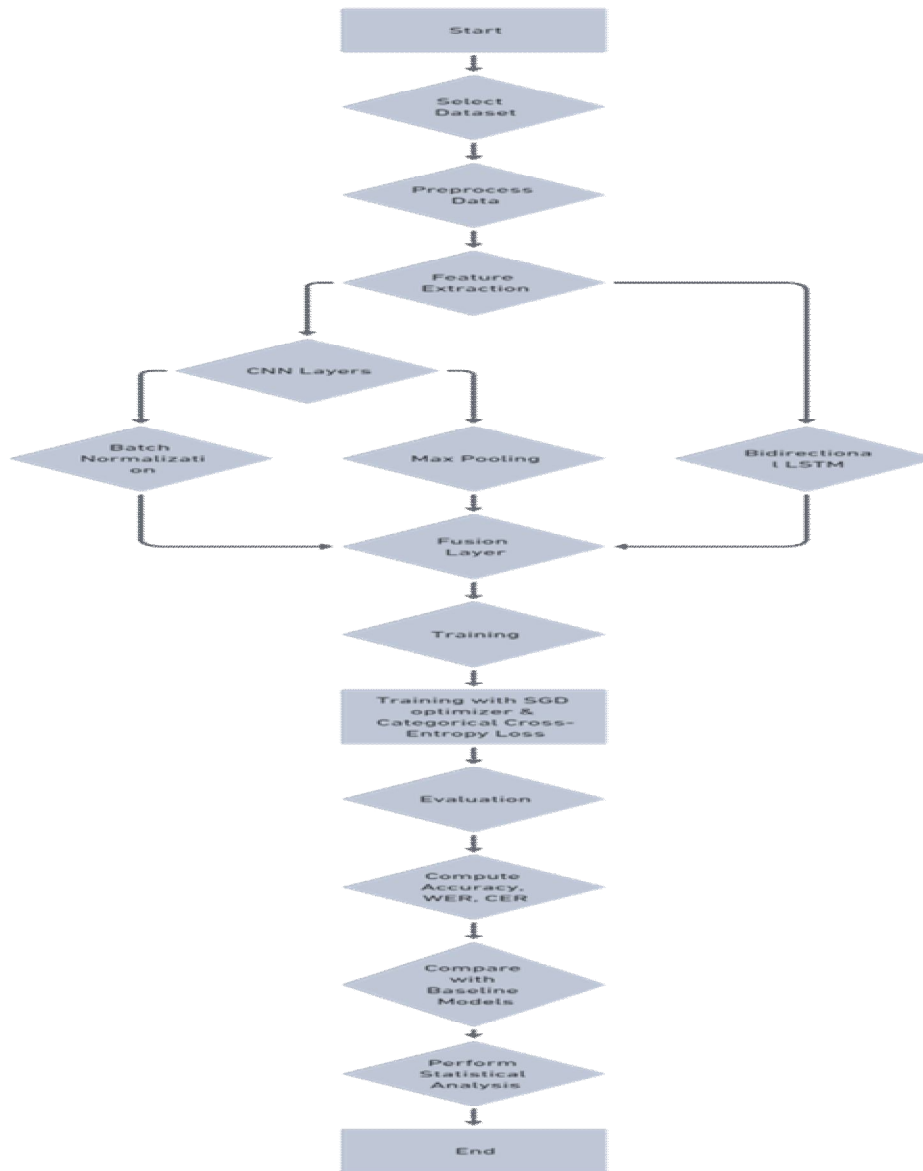 Start
Select
Dataset
Preprocess
Data
Feature
Extraction
CNN Layers
Batch
Normalizati
on
Max Pooling
Bidirectiona
l LSTM
Fusion
Layer
Training
Training with SGD
optimizer &
Categorical Cross-
Entropy Loss
Evaluation
Compute
Accuracy,
WER, CER
Compare
with
Baseline
Models
Perform
Statistical
Analysis
End